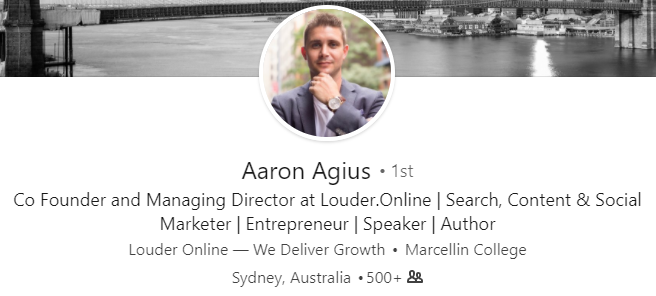 Aaron Agius • 1st
Co Founder and Managing Director at Louder.Online | Search, Content & Social
Marketer | Entrepreneur | Speaker | Author
Louder Online — We Deliver Growth • Marcellin College
Sydney, Australia • 500+